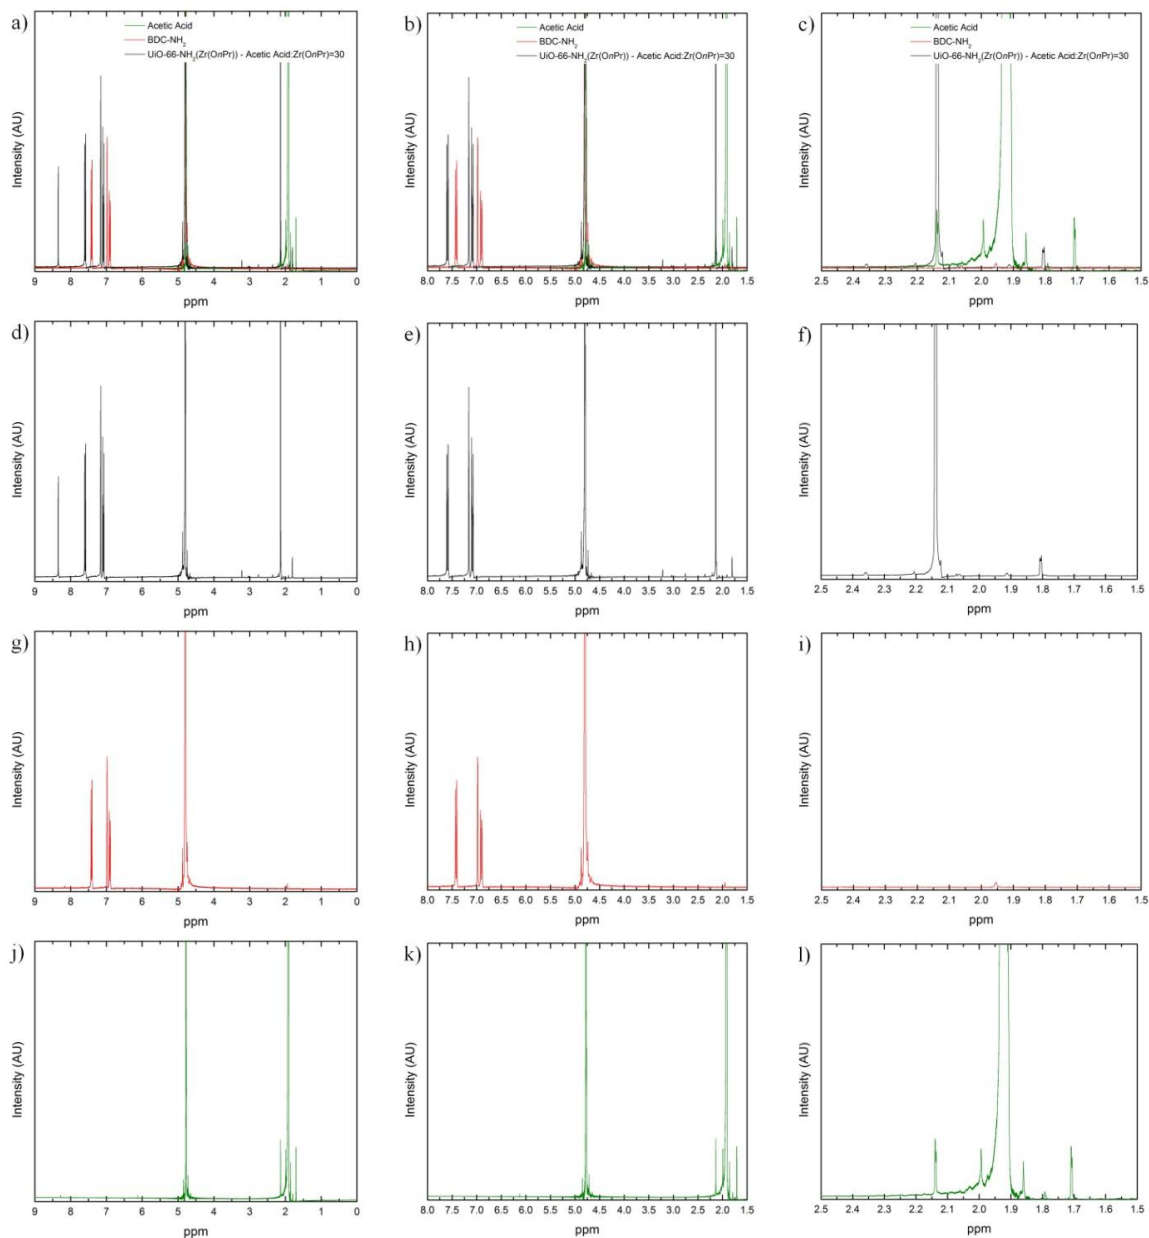 a)
Acetic Acid
BDC-NH2
UiO-66-NH2(Zr(OnPr)) - Acetic Acid:Zr(OnPr)=30
Intensity (AU)
9 8 7 6 5 4 3 2 1 0
ppm
b)
Acetic Acid
BDC-NH2
UiO-66-NH2(Zr(OnPr)) - Acetic Acid:Zr(OnPr)=30
Intensity (AU)
8.0 7.5 7.0 6.5 6.0 5.5 5.0 4.5 4.0 3.5 3.0 2.5 2.0 1.5
ppm
c)
Acetic Acid
BDC-NH2
UiO-66-NH2(Zr(OnPr)) - Acetic Acid:Zr(OnPr)=30
Intensity (AU)
2.5 2.4 2.3 2.2 2.1 2.0 1.9 1.8 1.7 1.6 1.5
ppm
d)
Intensity (AU)
9 8 7 6 5 4 3 2 1 0
ppm
e)
Intensity (AU)
8.0 7.5 7.0 6.5 6.0 5.5 5.0 4.5 4.0 3.5 3.0 2.5 2.0 1.5
ppm
f)
Intensity (AU)
2.5 2.4 2.3 2.2 2.1 2.0 1.9 1.8 1.7 1.6 1.5
ppm
g)
Intensity (AU)
9 8 7 6 5 4 3 2 1 0
ppm
h)
Intensity (AU)
8.0 7.5 7.0 6.5 6.0 5.5 5.0 4.5 4.0 3.5 3.0 2.5 2.0 1.5
ppm
i)
Intensity (AU)
2.5 2.4 2.3 2.2 2.1 2.0 1.9 1.8 1.7 1.6 1.5
ppm
j)
Intensity (AU)
9 8 7 6 5 4 3 2 1 0
ppm
k)
Intensity (AU)
8.0 7.5 7.0 6.5 6.0 5.5 5.0 4.5 4.0 3.5 3.0 2.5 2.0 1.5
ppm
l)
Intensity (AU)
2.5 2.4 2.3 2.2 2.1 2.0 1.9 1.8 1.7 1.6 1.5
ppm